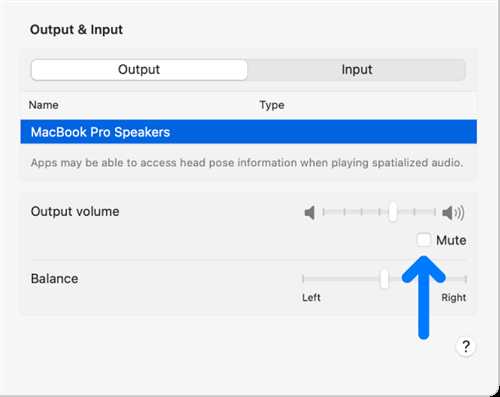 Output & Input
Output Input
Name Type
MacBook Pro Speakers
Apps may be able to access head pose information when playing spatialized audio.
Output volume
Mute
Balance
Left Right
?